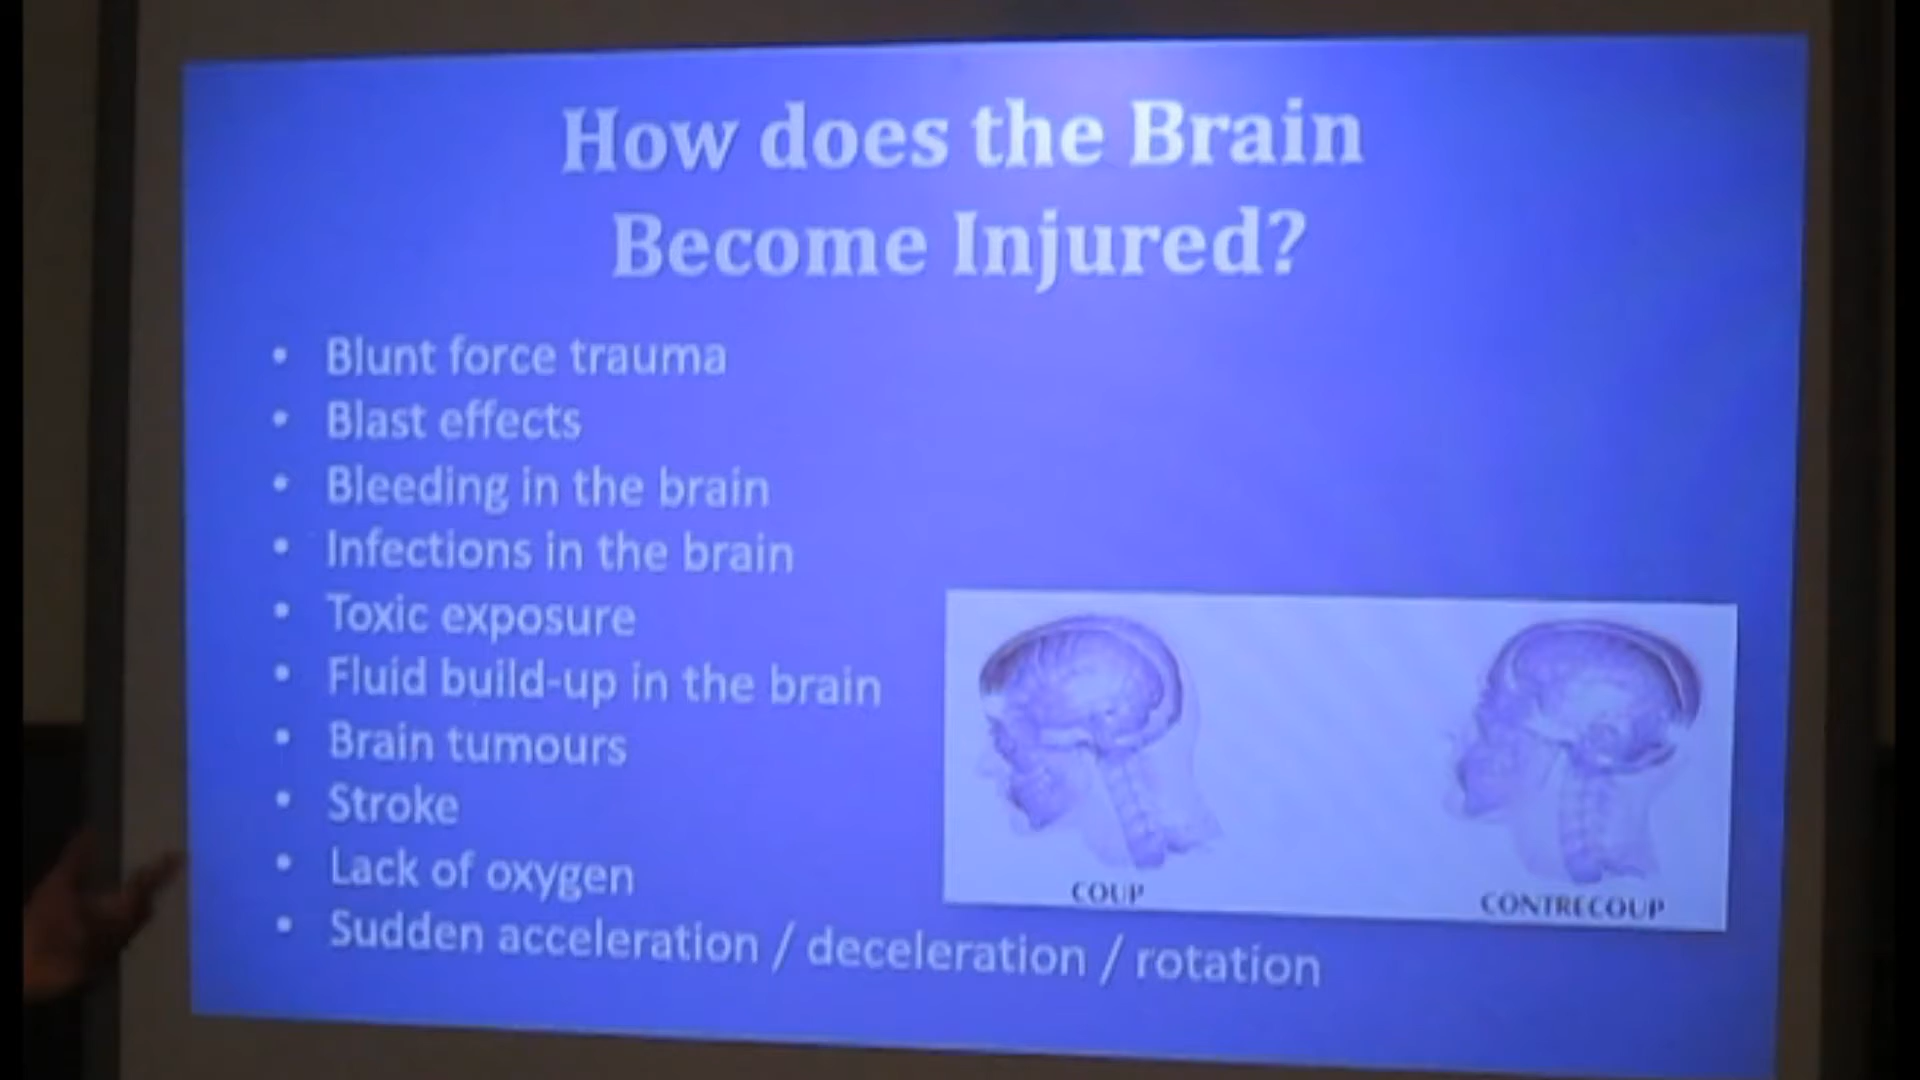 How does the Brain
Become Injured?
• Blunt force trauma
• Blast effects
• Bleeding in the brain
• Infections in the brain
• Toxic exposure
• Fluid build-up in the brain
• Brain tumours
• Stroke
• Lack of oxygen
• Sudden acceleration / deceleration / rotation
COUP
CONTRECOUP